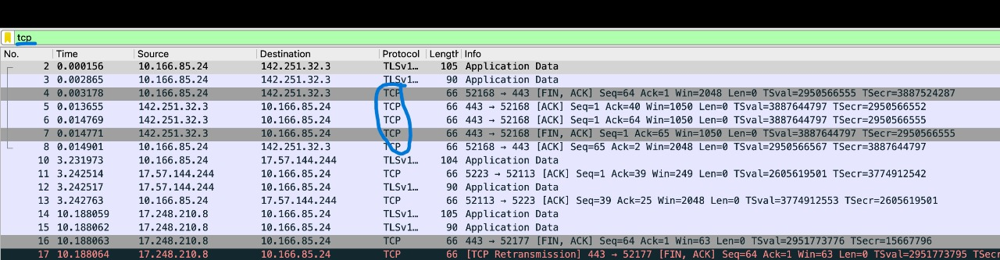 tcp
No. Time Source Destination Protocol Length Info
2 0.000156 10.166.85.24 142.251.32.3 TLSv1… 105 Application Data
3 0.002865 10.166.85.24 142.251.32.3 TLSv1… 90 Application Data
4 0.003178 10.166.85.24 142.251.32.3 TCP 66 52168 → 443 [FIN, ACK] Seq=64 Ack=1 Win=2048 Len=0 TSval=2950566555 TSecr=3887524287
5 0.013655 142.251.32.3 10.166.85.24 TCP 66 443 → 52168 [ACK] Seq=1 Ack=40 Win=1050 Len=0 TSval=3887644797 TSecr=2950566552
6 0.014769 142.251.32.3 10.166.85.24 TCP 66 443 → 52168 [ACK] Seq=1 Ack=64 Win=1050 Len=0 TSval=3887644797 TSecr=2950566555
7 0.014771 142.251.32.3 10.166.85.24 TCP 66 443 → 52168 [FIN, ACK] Seq=1 Ack=65 Win=1050 Len=0 TSval=3887644797 TSecr=2950566555
8 0.014901 10.166.85.24 142.251.32.3 TCP 66 52168 → 443 [ACK] Seq=65 Ack=2 Win=2048 Len=0 TSval=2950566567 TSecr=3887644797
10 3.231973 10.166.85.24 17.57.144.244 TLSv1… 104 Application Data
11 3.242514 17.57.144.244 10.166.85.24 TCP 66 5223 → 52113 [ACK] Seq=1 Ack=39 Win=249 Len=0 TSval=2605619501 TSecr=3774912542
12 3.242517 17.57.144.244 10.166.85.24 TLSv1… 90 Application Data
13 3.242763 10.166.85.24 17.57.144.244 TCP 66 52113 → 5223 [ACK] Seq=39 Ack=25 Win=2048 Len=0 TSval=3774912553 TSecr=2605619501
14 10.188059 17.248.210.8 10.166.85.24 TLSv1… 105 Application Data
15 10.188062 17.248.210.8 10.166.85.24 TLSv1… 90 Application Data
16 10.188063 17.248.210.8 10.166.85.24 TCP 66 443 → 52177 [FIN, ACK] Seq=64 Ack=1 Win=63 Len=0 TSval=2951773776 TSecr=15667796
17 10.188064 17.248.210.8 10.166.85.24 TCP 66 [TCP Retransmission] 443 → 52177 [FIN, ACK] Seq=64 Ack=1 Win=63 Len=0 TSval=2951773795 TSec